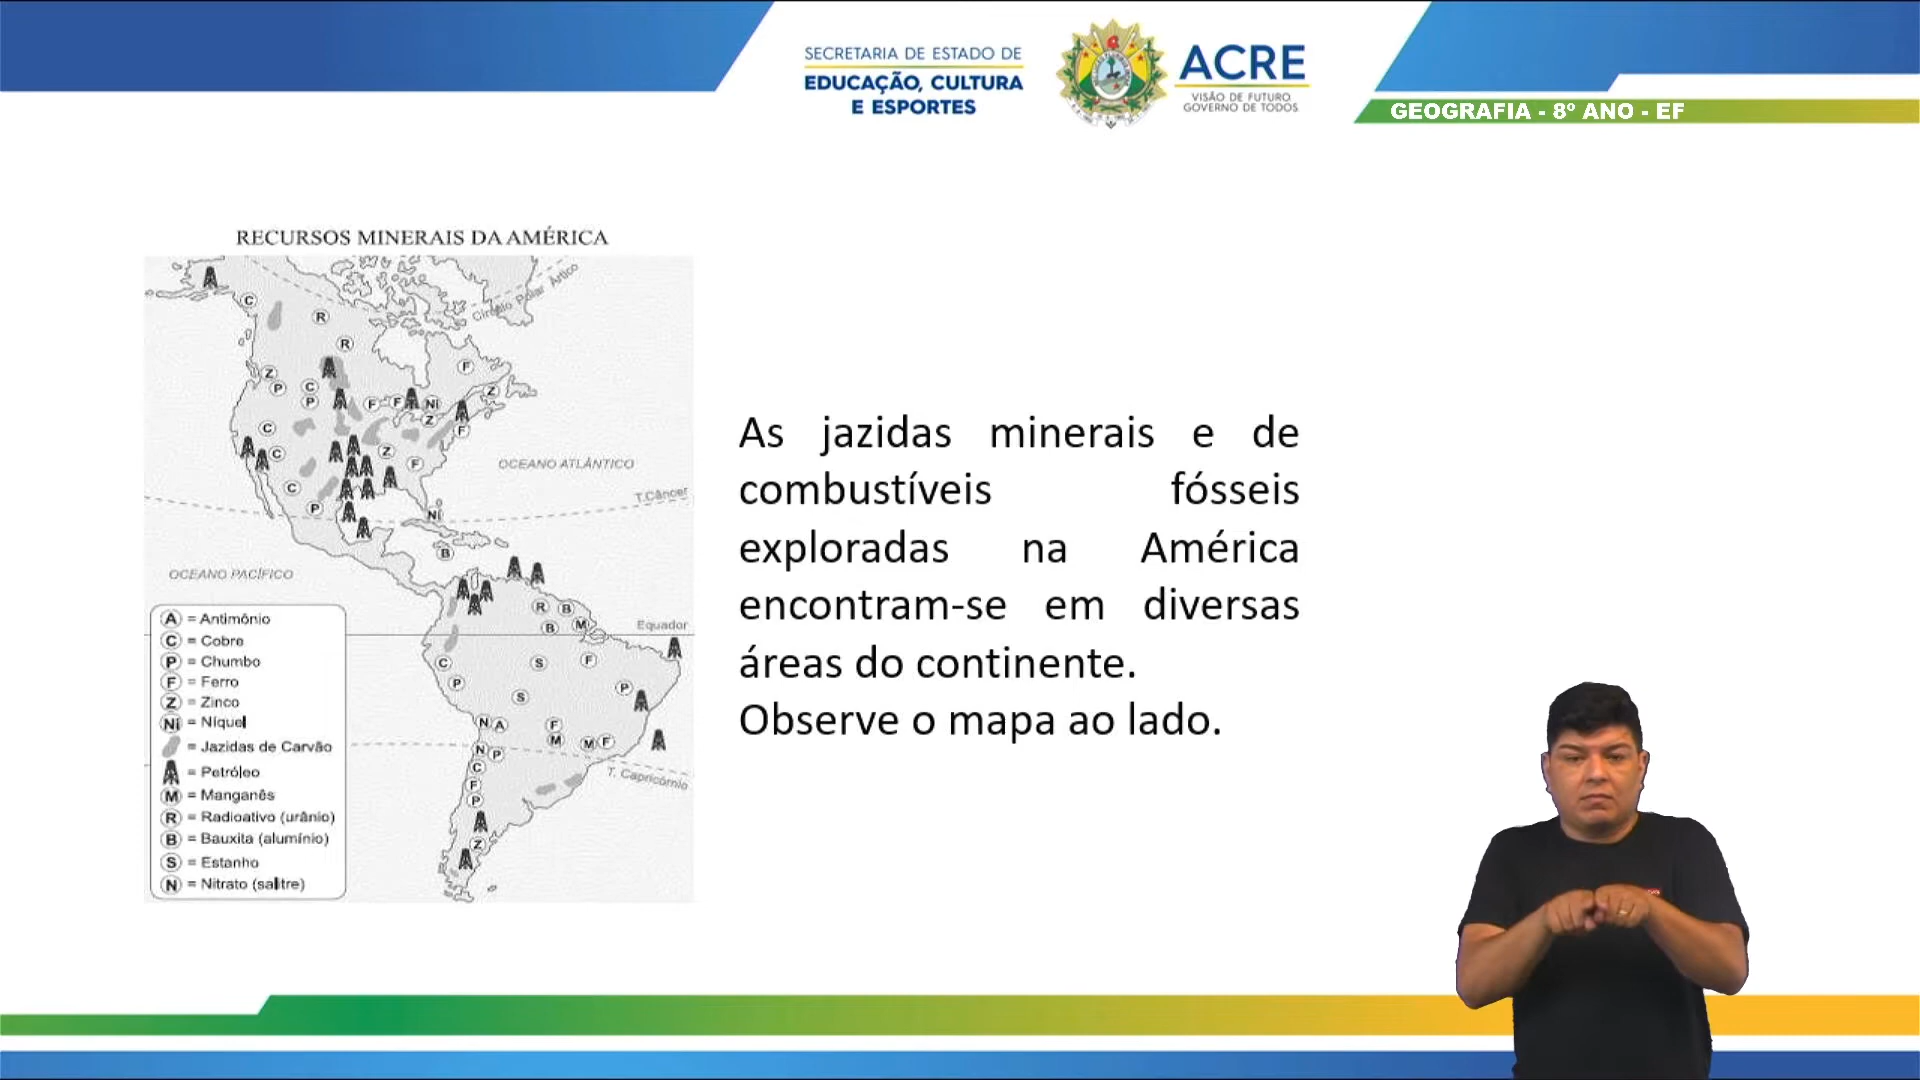 SECRETARIA DE ESTADO DE
EDUCAÇÃO, CULTURA
E ESPORTES
ACRE
VISÃO DE FUTURO
GOVERNO DE TODOS
GEOGRAFIA - 8º ANO - EF
RECURSOS MINERAIS DA AMÉRICA
Círculo Polar Ártico
C
R
R
F
Z
P
C
P
F
F
Ni
Z
Z
F
C
C
Z
F
OCEANO ATLÂNTICO
C
T.Câncer
P
Ni
B
OCEANO PACÍFICO
R
B
B
M
Equador
C
S
F
P
S
P
N
A
F
M
M
F
N
P
C
F
P
T. Capricórnio
Z
A = Antimônio
C = Cobre
P = Chumbo
F = Ferro
Z = Zinco
Ni = Níquel
= Jazidas de Carvão
= Petróleo
M = Manganês
R = Radioativo (urânio)
B = Bauxita (alumínio)
S = Estanho
N = Nitrato (salitre)
As jazidas minerais e de
combustíveis fósseis
exploradas na América
encontram-se em diversas
áreas do continente.
Observe o mapa ao lado.